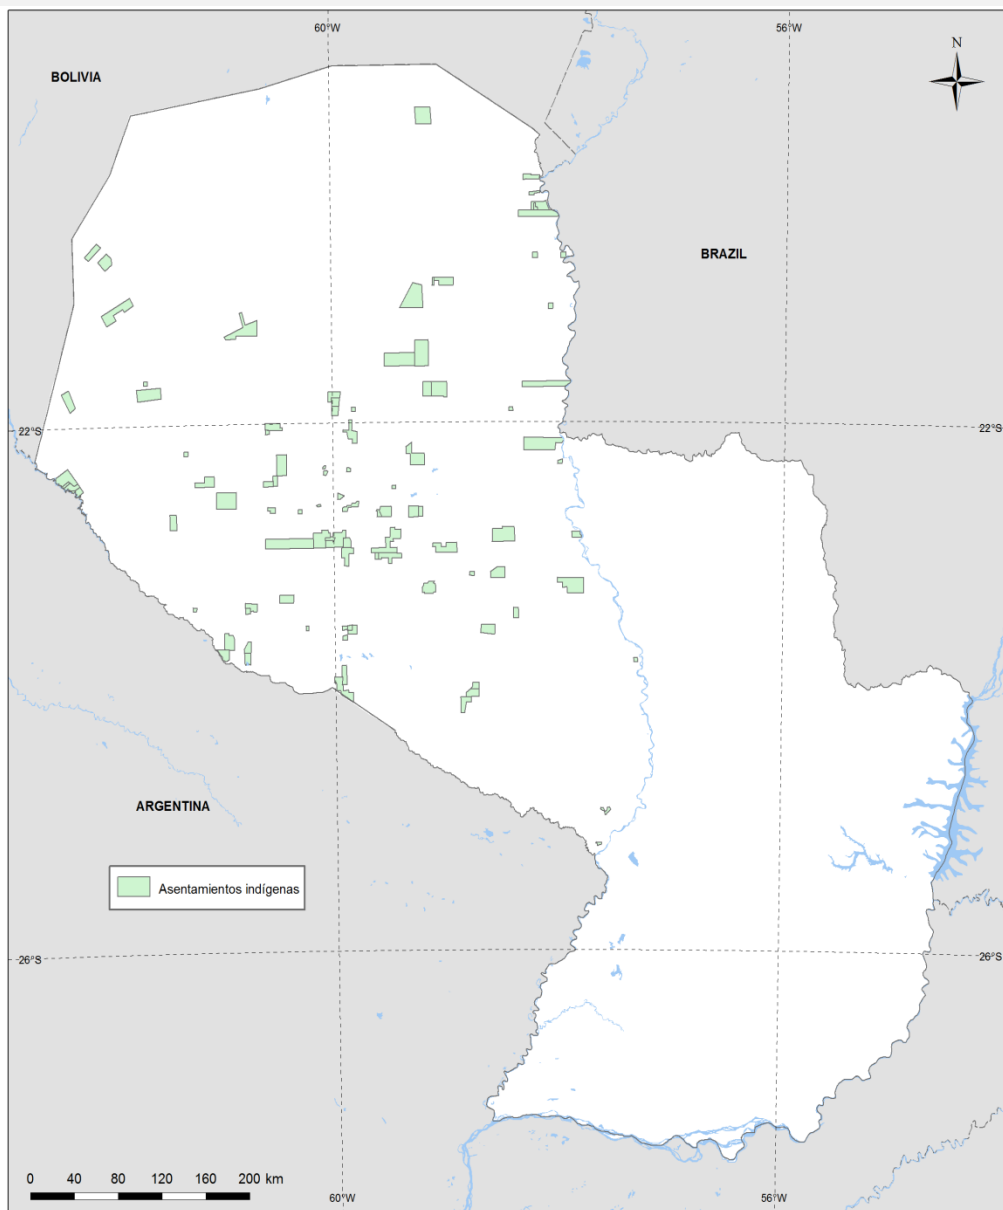 60°W
56°W
BOLIVIA
N
BRAZIL
22°S
22°S
ARGENTINA
Asentamientos indígenas
26°S
26°S
0 40 80 120 160 200 km
60°W
56°W